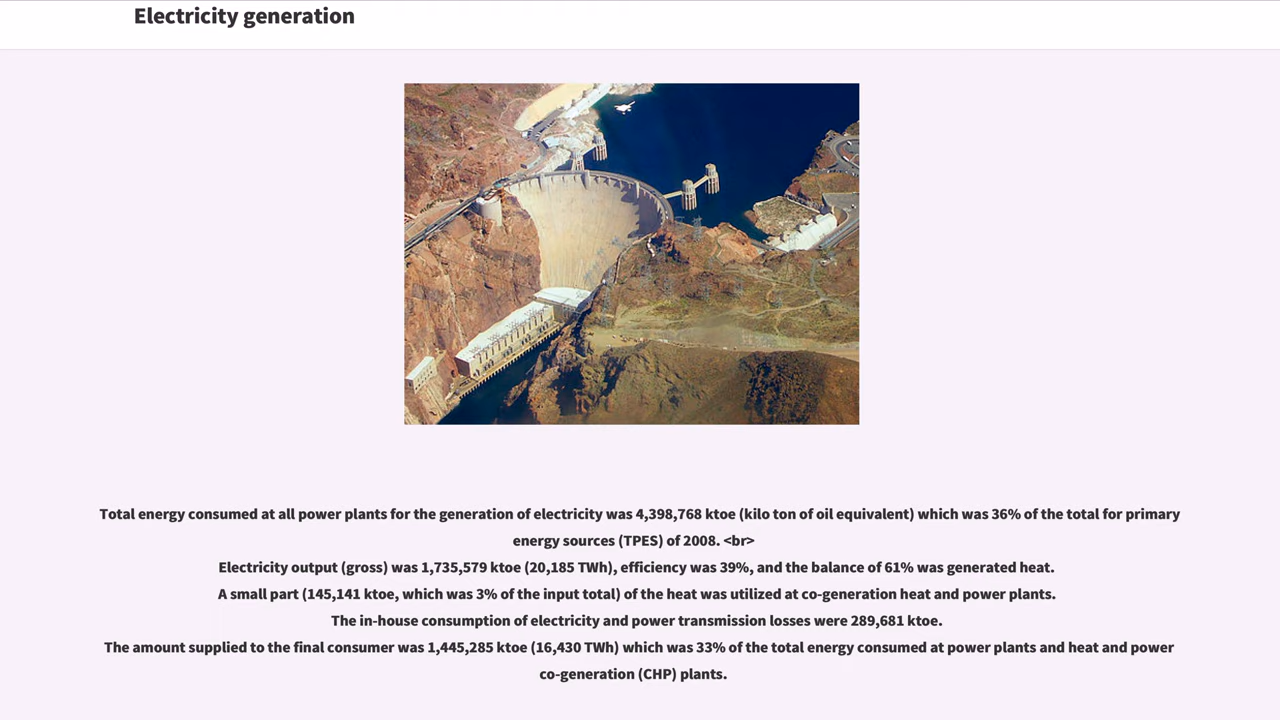 Electricity generation
Total energy consumed at all power plants for the generation of electricity was 4,398,768 ktoe (kilo ton of oil equivalent) which was 36% of the total for primary
energy sources (TPES) of 2008. <br>
Electricity output (gross) was 1,735,579 ktoe (20,185 TWh), efficiency was 39%, and the balance of 61% was generated heat.
A small part (145,141 ktoe, which was 3% of the input total) of the heat was utilized at co-generation heat and power plants.
The in-house consumption of electricity and power transmission losses were 289,681 ktoe.
The amount supplied to the final consumer was 1,445,285 ktoe (16,430 TWh) which was 33% of the total energy consumed at power plants and heat and power
co-generation (CHP) plants.